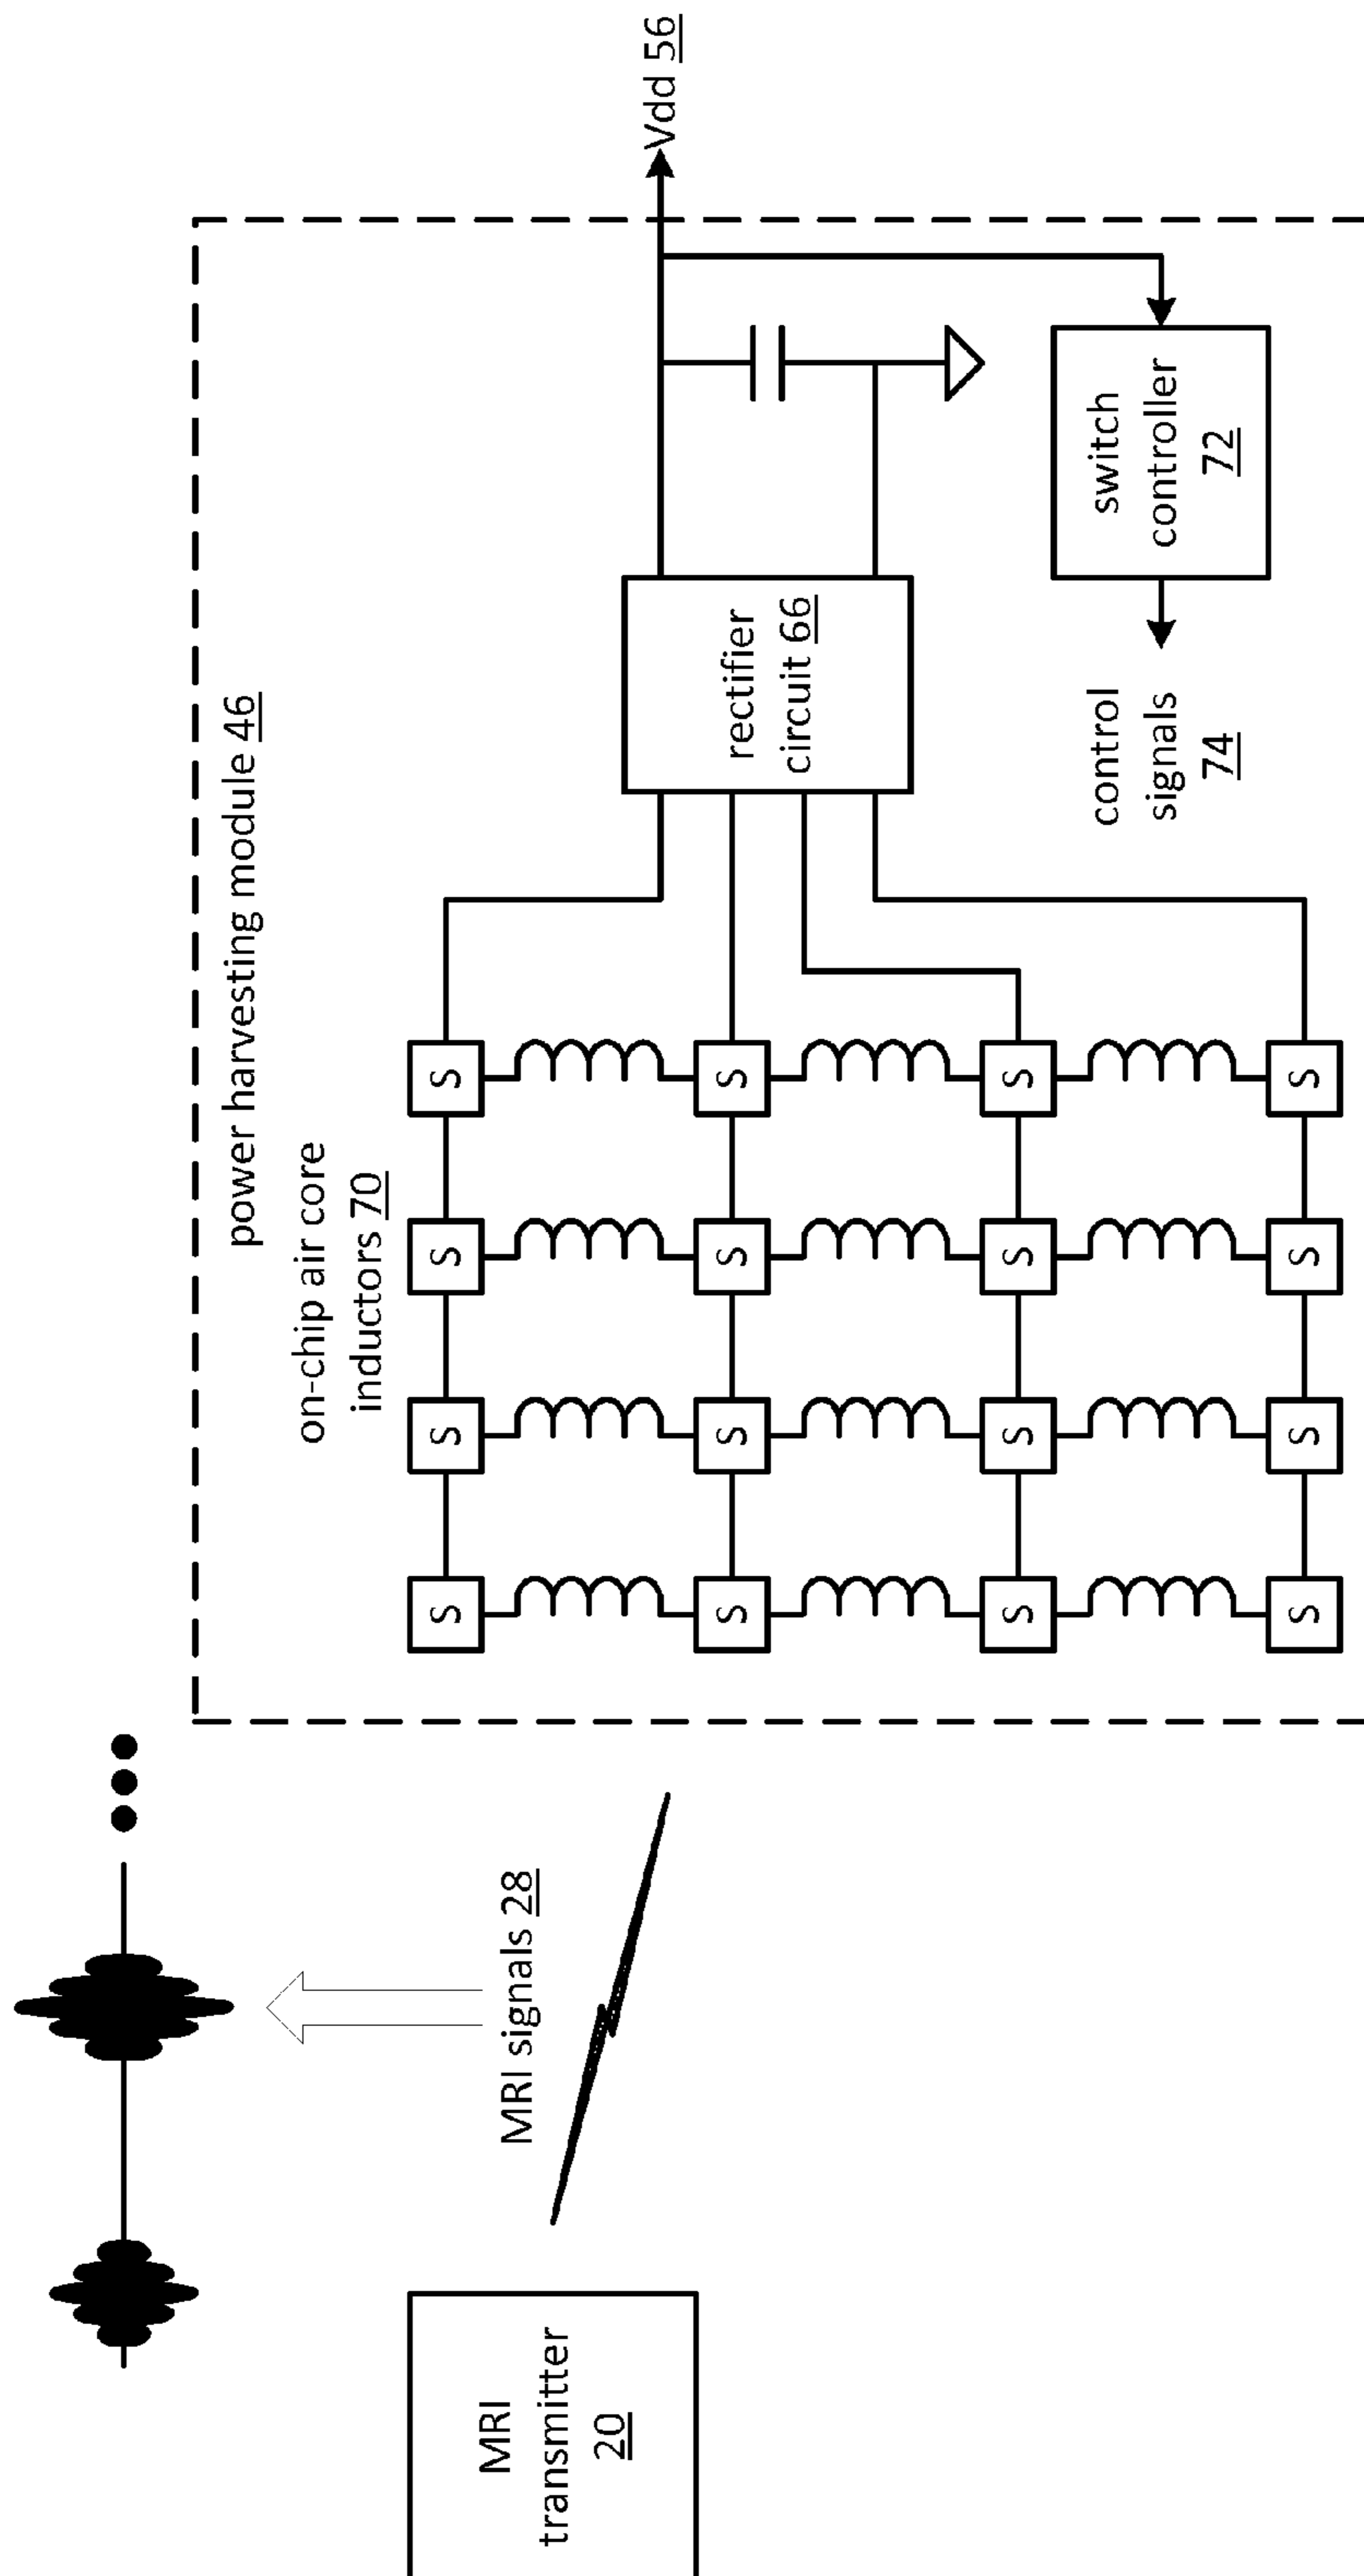 MRI
transmitter
20
MRI signals 28
power harvesting module 46
on-chip air core
inductors 70
S S S S
S S S S
S S S S
S S S S
rectifier
circuit 66
control
signals
74
switch
controller
72
Vdd 56